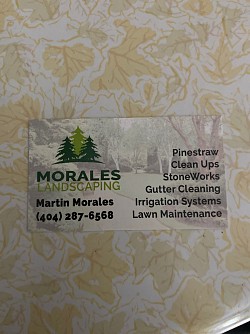 MORALES
LANDSCAPING
Martin Morales
(404) 287-6568
Pinestraw
Clean Ups
StoneWorks
Gutter Cleaning
Irrigation Systems
Lawn Maintenance